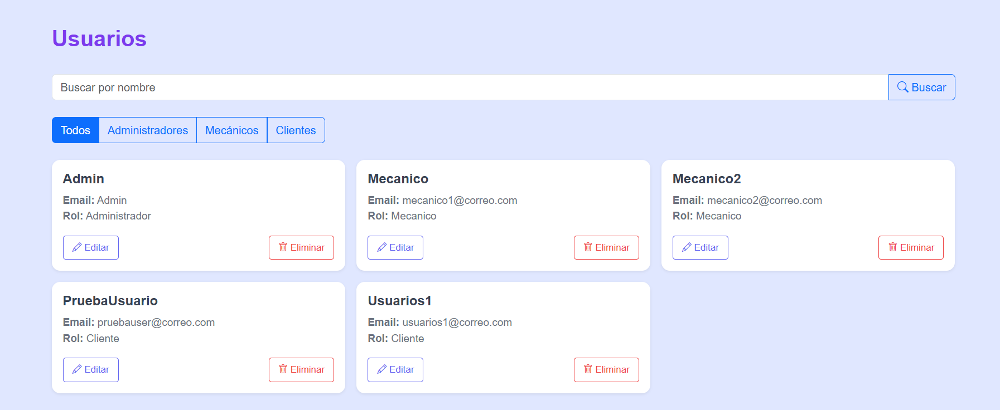 Usuarios
Buscar por nombre
Buscar
Todos
Administradores
Mecánicos
Clientes
Admin
Email: Admin
Rol: Administrador
Editar
Eliminar
Mecanico
Email: mecanico1@correo.com
Rol: Mecanico
Editar
Eliminar
Mecanico2
Email: mecanico2@correo.com
Rol: Mecanico
Editar
Eliminar
PruebaUsuario
Email: pruebauser@correo.com
Rol: Cliente
Editar
Eliminar
Usuarios1
Email: usuarios1@correo.com
Rol: Cliente
Editar
Eliminar